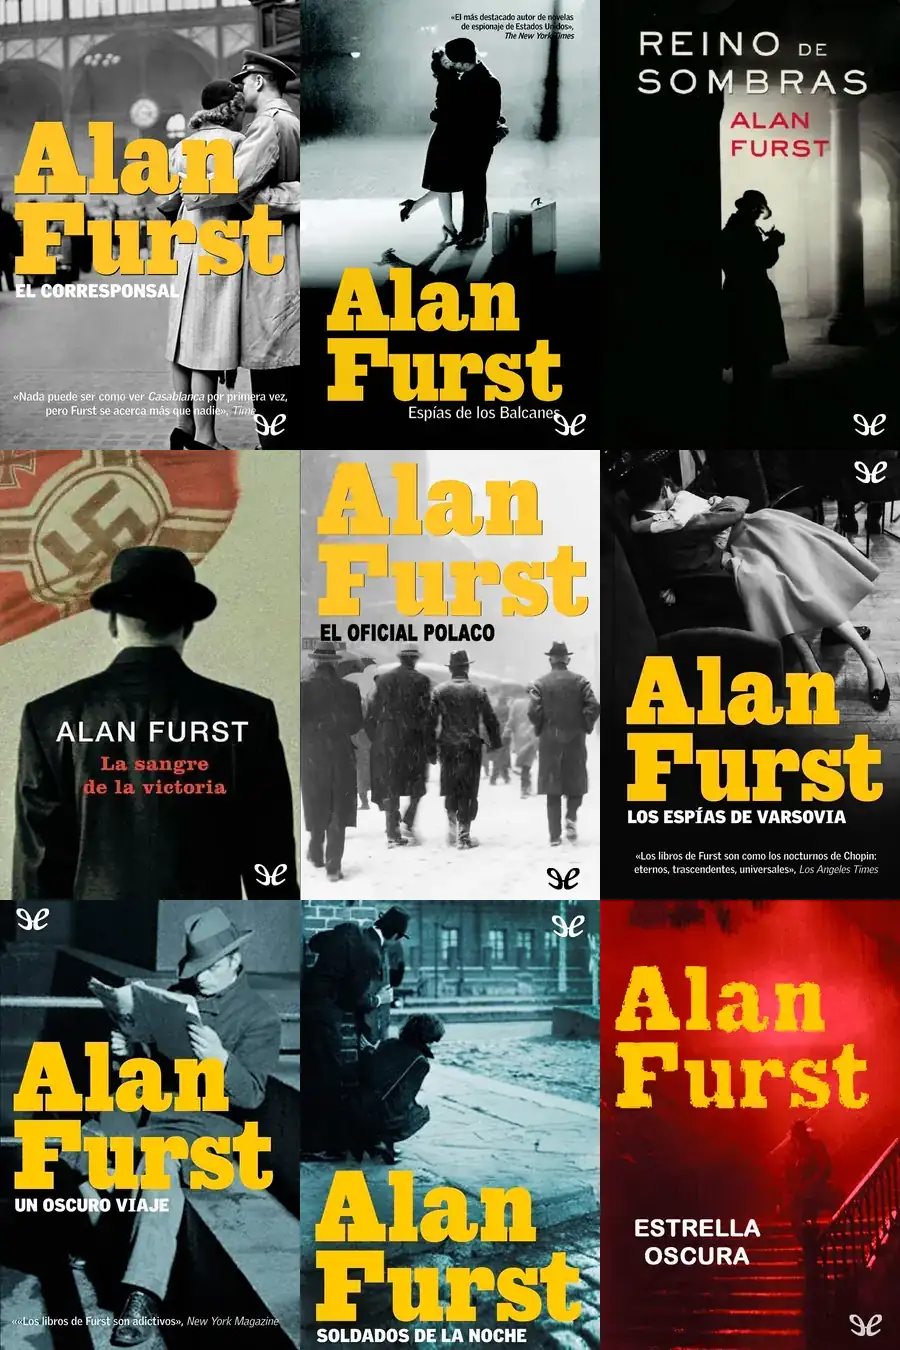 Alan
Furst
EL CORRESPONSAL
«Nada puede ser como ver Casablanca por primera vez,
pero Furst se acerca más que nadie», Time
«El más destacado autor de novelas
de espionaje de Estados Unidos»,
The New York Times
Alan
Furst
Espías de los Balcanes
REINO DE
SOMBRAS
ALAN
FURST
ALAN FURST
La sangre
de la victoria
Alan
Furst
EL OFICIAL POLACO
Alan
Furst
LOS ESPÍAS DE VARSOVIA
«Los libros de Furst son como los nocturnos de Chopin:
eternos, trascendentes, universales», Los Angeles Times
Alan
Furst
UN OSCURO VIAJE
««Los libros de Furst son adictivos», New York Magazine
Alan
Furst
SOLDADOS DE LA NOCHE
Alan
Furst
ESTRELLA
OSCURA